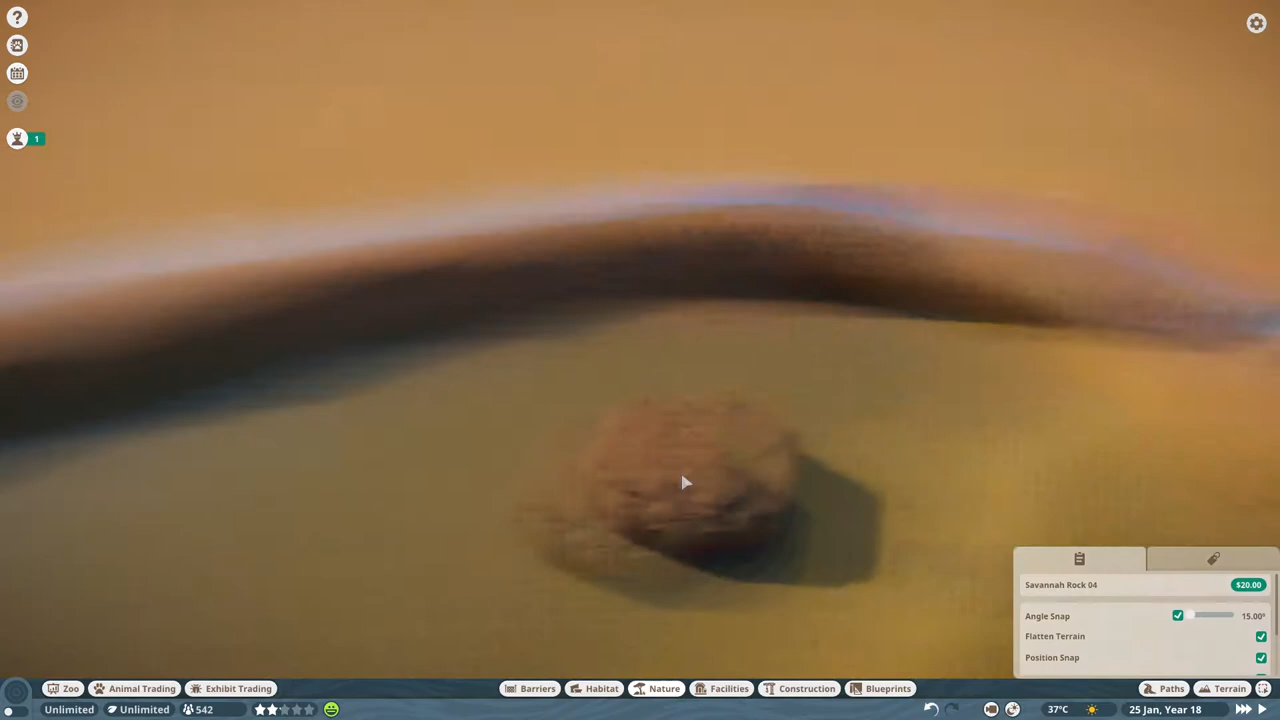 ?
1
Savannah Rock 04 $20.00
Angle Snap 15.00°
Flatten Terrain
Position Snap
Zoo Animal Trading Exhibit Trading Barriers Habitat Nature Facilities Construction Blueprints Paths Terrain
Unlimited Unlimited 542 37°C 25 Jan, Year 18